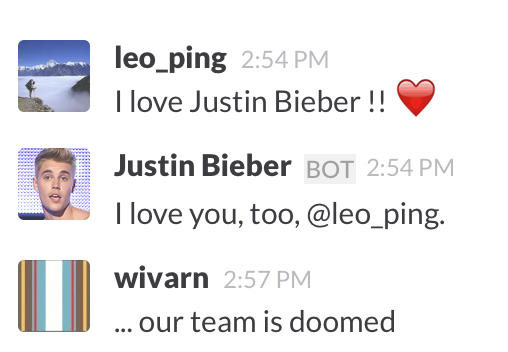 leo_ping 2:54 PM
I love Justin Bieber !! ❤️
Justin Bieber BOT 2:54 PM
I love you, too, @leo_ping.
wivarn 2:57 PM
... our team is doomed